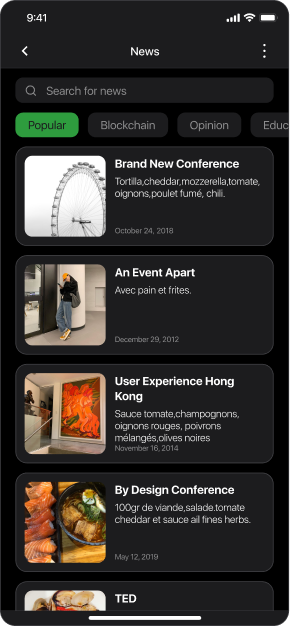 9:41
News
Search for news
Popular
Blockchain
Opinion
Educ
Brand New Conference
Tortilla,cheddar,mozzerella,tomate,
oignons,poulet fumé, chili.
October 24, 2018
An Event Apart
Avec pain et frites.
December 29, 2012
User Experience Hong
Kong
Sauce tomate,champognons,
oignons rouges, poivrons
mélangés,olives noires
November 16, 2014
By Design Conference
100gr de viande,salade.tomate
cheddar et sauce ail fines herbs.
May 12, 2019
TED